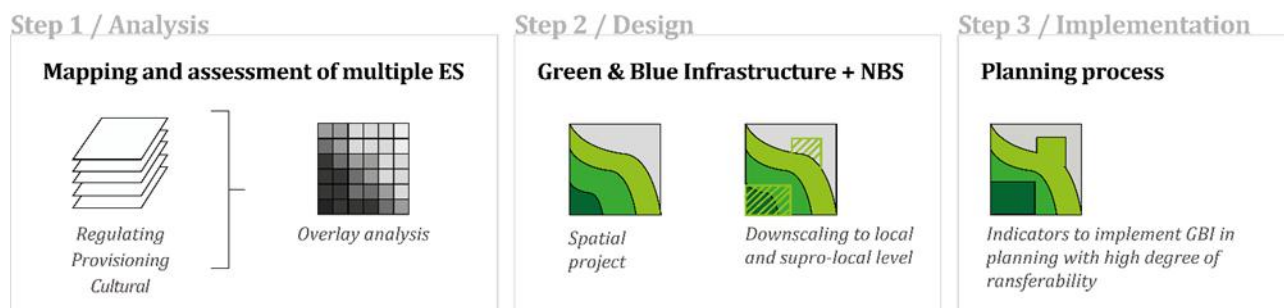 Step 1 / Analysis
Mapping and assessment of multiple ES
Regulating
Provisioning
Cultural
Overlay analysis
Step 2 / Design
Green & Blue Infrastructure + NBS
Spatial
project
Downscaling to local
and supro-local level
Step 3 / Implementation
Planning process
Indicators to implement GBI in
planning with high degree of
ransferability